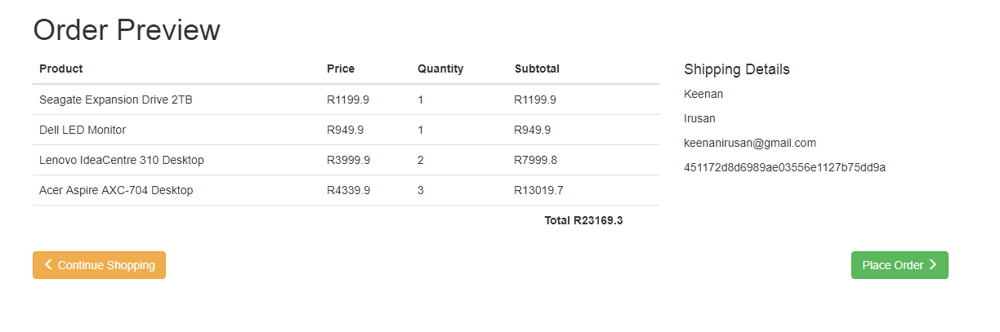 Order Preview
Product Price Quantity Subtotal
Seagate Expansion Drive 2TB R1199.9 1 R1199.9
Dell LED Monitor R949.9 1 R949.9
Lenovo IdeaCentre 310 Desktop R3999.9 2 R7999.8
Acer Aspire AXC-704 Desktop R4339.9 3 R13019.7
Total R23169.3
Shipping Details
Keenan
Irusan
keenanirusan@gmail.com
451172d8d6989ae03556e1127b75dd9a
Continue Shopping
Place Order